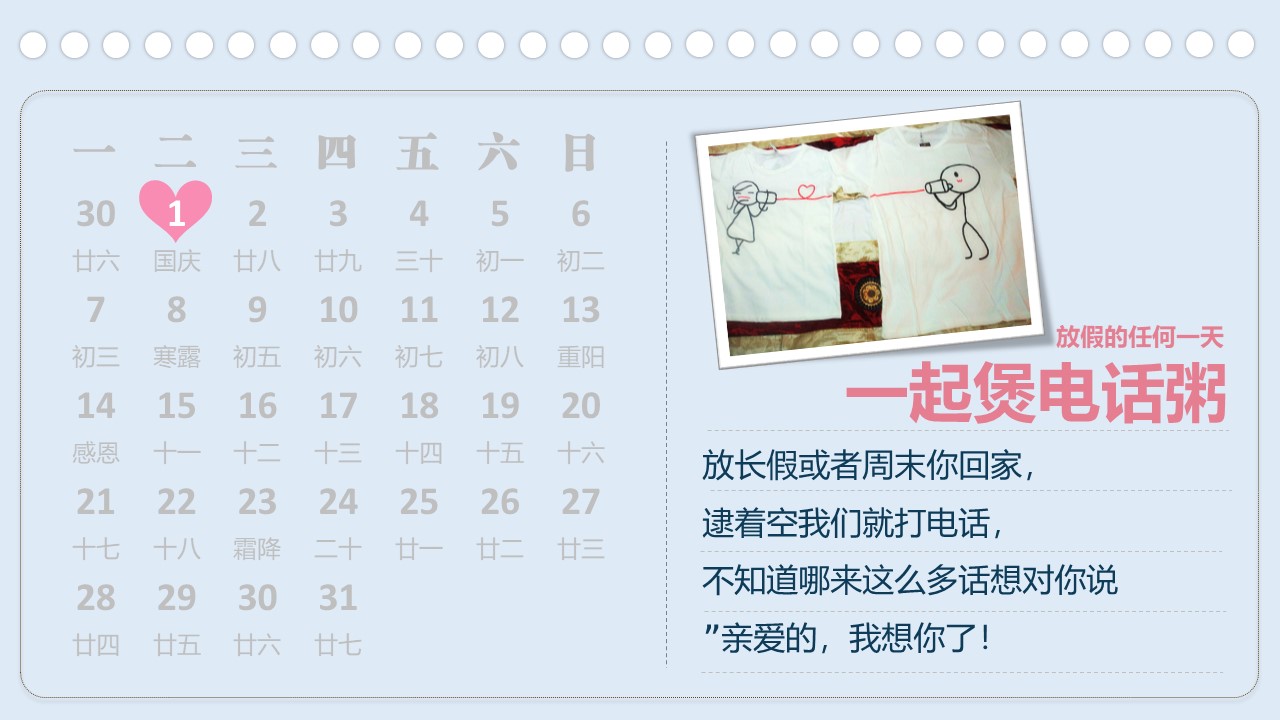 一 二 三 四 五 六 日
30 1 2 3 4 5 6
廿六 国庆 廿八 廿九 三十 初一 初二
7 8 9 10 11 12 13
初三 寒露 初五 初六 初七 初八 重阳
14 15 16 17 18 19 20
感恩 十一 十二 十三 十四 十五 十六
21 22 23 24 25 26 27
十七 十八 霜降 二十 廿一 廿二 廿三
28 29 30 31
廿四 廿五 廿六 廿七
放假的任何一天
一起煲电话粥
放长假或者周末你回家，
逮着空我们就打电话，
不知道哪来这么多话想对你说
”亲爱的，我想你了！